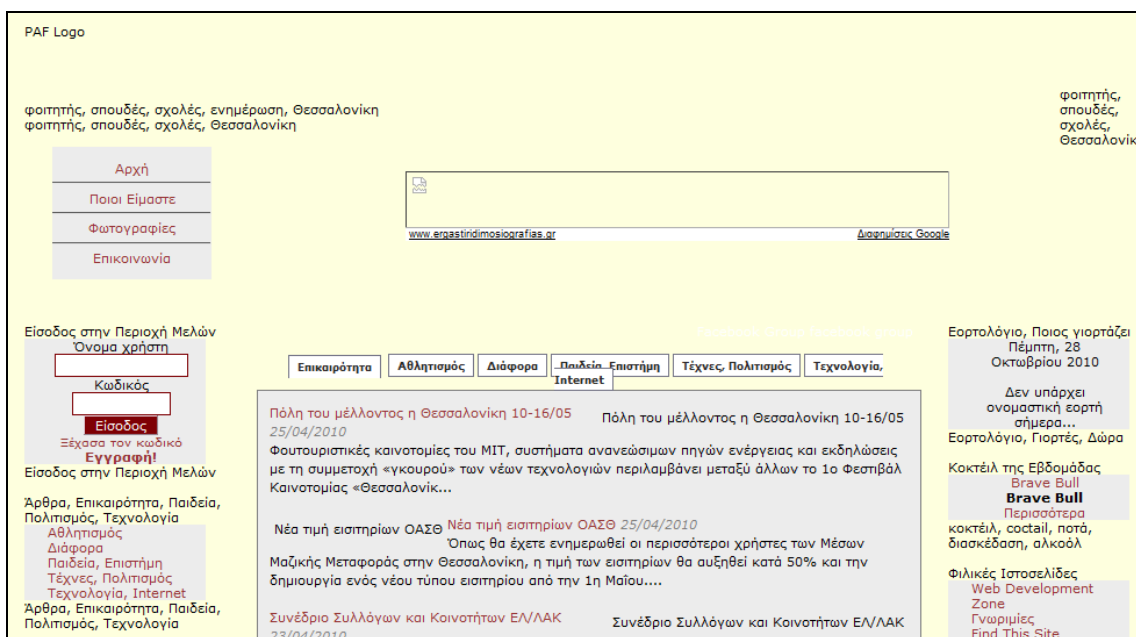 PAF Logo
φοιτητής, σπουδές, σχολές, ενημέρωση, Θεσσαλονίκη
φοιτητής, σπουδές, σχολές, Θεσσαλονίκη
φοιτητής,
σπουδές,
σχολές,
Θεσσαλονίκ
Αρχή
Ποιοι Είμαστε
Φωτογραφίες
Επικοινωνία
www.ergastiridimosiografias.gr
Διαφημίσεις Google
Είσοδος στην Περιοχή Μελών
Όνομα χρήστη
Κωδικός
Είσοδος
Ξέχασα τον κωδικό
Εγγραφή!
Είσοδος στην Περιοχή Μελών
Άρθρα, Επικαιρότητα, Παιδεία,
Πολιτισμός, Τεχνολογία
Αθλητισμός
Διάφορα
Παιδεία, Επιστήμη
Τέχνες, Πολιτισμός
Τεχνολογία, Internet
Άρθρα, Επικαιρότητα, Παιδεία,
Πολιτισμός, Τεχνολογία
Επικαιρότητα Αθλητισμός Διάφορα Παιδεία, Επιστήμη Τέχνες, Πολιτισμός Τεχνολογία,
Internet
Πόλη του μέλλοντος η Θεσσαλονίκη 10-16/05
Πόλη του μέλλοντος η Θεσσαλονίκη 10-16/05
25/04/2010
Φουτουριστικές καινοτομίες του ΜΙΤ, συστήματα ανανεώσιμων πηγών ενέργειας και εκδηλώσεις
με τη συμμετοχή «γκουρού» των νέων τεχνολογιών περιλαμβάνει μεταξύ άλλων το 1ο Φεστιβάλ
Καινοτομίας «Θεσσαλονίκ...
Νέα τιμή εισιτηρίων ΟΑΣΘ Νέα τιμή εισιτηρίων ΟΑΣΘ 25/04/2010
Όπως θα έχετε ενημερωθεί οι περισσότεροι χρήστες των Μέσων
Μαζικής Μεταφοράς στην Θεσσαλονίκη, η τιμή των εισιτηρίων θα αυξηθεί κατά 50% και την
δημιουργία ενός νέου τύπου εισιτηρίου από την 1η Μαΐου....
Συνέδριο Συλλόγων και Κοινοτήτων ΕΛ/ΛΑΚ
Συνέδριο Συλλόγων και Κοινοτήτων ΕΛ/ΛΑΚ
23/04/2010
Εορτολόγιο, Ποιος γιορτάζει
Πέμπτη, 28
Οκτωβρίου 2010
Δεν υπάρχει
ονομαστική εορτή
σήμερα...
Εορτολόγιο, Γιορτές, Δώρα
Κοκτέιλ της Εβδομάδας
Brave Bull
Brave Bull
Περισσότερα
κοκτέιλ, coctail, ποτά,
διασκέδαση, αλκοόλ
Φιλικές Ιστοσελίδες
Web Development
Zone
Γνωριμίες
Find This Site